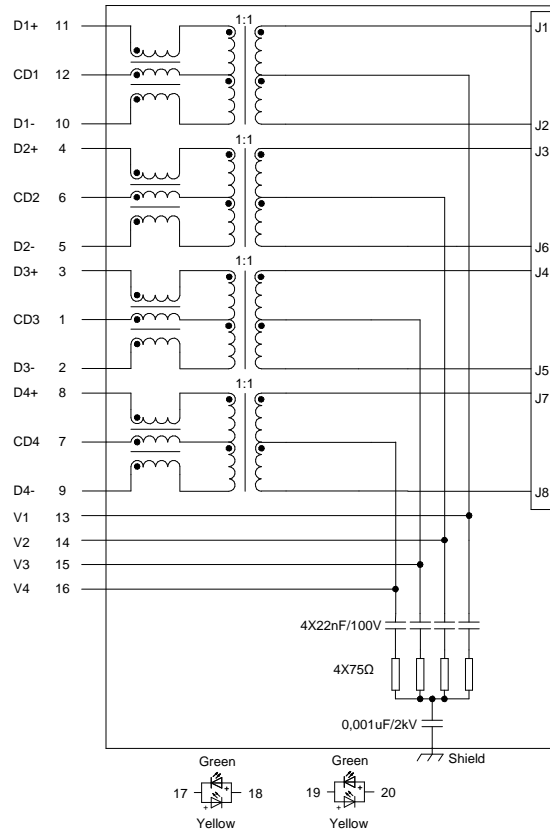 1:1
D1+ 11 J1
CD1 12
D1- 10 J2
1:1
D2+ 4 J3
CD2 6
D2- 5 J6
1:1
D3+ 3 J4
CD3 1
D3- 2 J5
1:1
D4+ 8 J7
CD4 7
D4- 9 J8
V1 13
V2 14
V3 15
V4 16
4X22nF/100V
4X75Ω
0,001uF/2kV
Shield
Green Green
17 + + 18 19 + + 20
Yellow Yellow